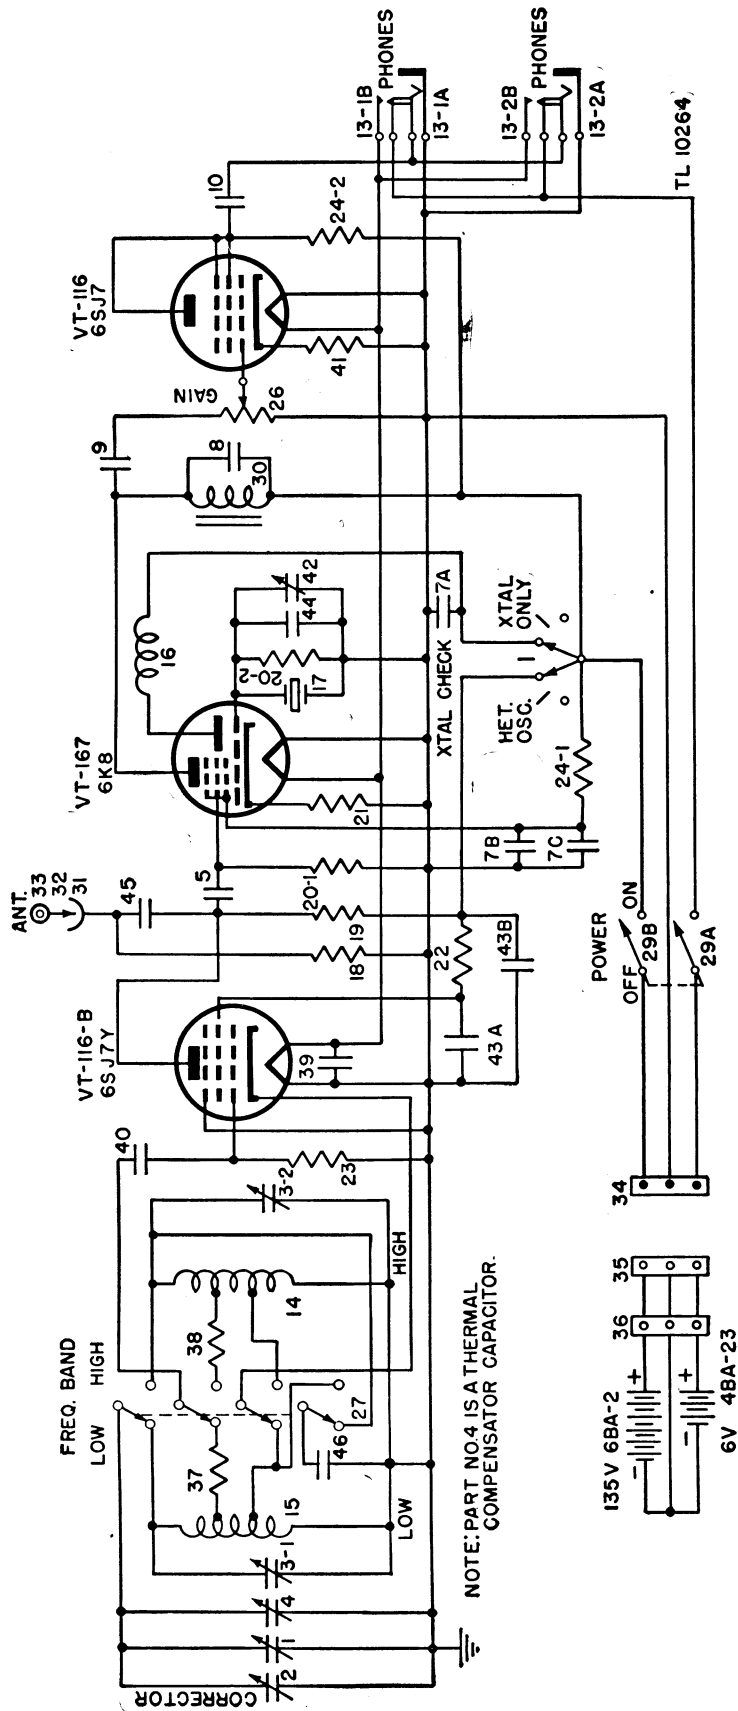 CORRECTOR
2
1
4
3-1
LOW
15
37
46
27
FREQ. BAND
LOW HIGH
38
14
HIGH
3-2
40
23
NOTE: PART NO.4 IS A THERMAL
COMPENSATOR CAPACITOR.
VT-116-B
6SJ7Y
39
43A
22
43B
18
19
20-1
ANT.
33
32
31
45
5
VT-167
6K8
21
16
17
20-2
44
42
7B
7C
24-1
XTAL CHECK
7A
HET.
OSC.
XTAL
ONLY
9
8
30
GAIN
26
VT-116
6SJ7
41
24-2
10
13-1B
PHONES
13-1A
13-2B
PHONES
13-2A
TL 10264
POWER
OFF
ON
29B
29A
34
35
36
135V 6BA-2
+
-
+
-
6V 4BA-23